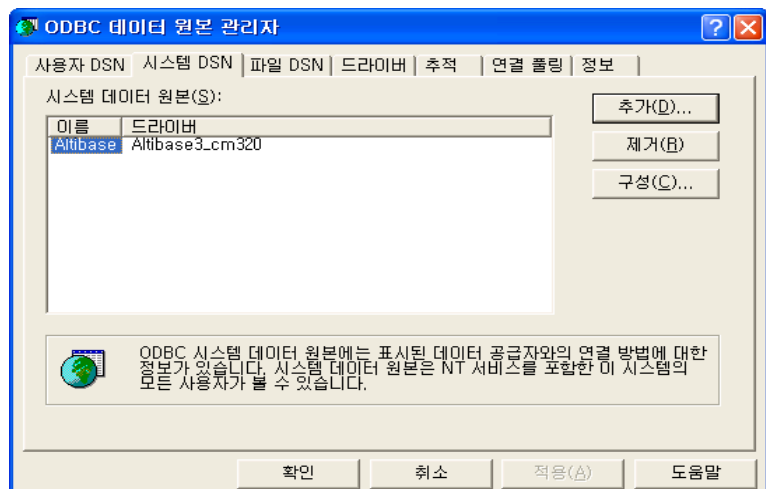 ODBC 데이터 원본 관리자
사용자 DSN 시스템 DSN 파일 DSN 드라이버 추적 연결 풀링 정보
시스템 데이터 원본(S):
추가(D)...
이름 드라이버
Altibase Altibase3_cm320
제거(R)
구성(C)...
ODBC 시스템 데이터 원본에는 표시된 데이터 공급자와의 연결 방법에 대한
정보가 있습니다. 시스템 데이터 원본은 NT 서비스를 포함한 이 시스템의
모든 사용자가 볼 수 있습니다.
확인 취소 적용(A) 도움말